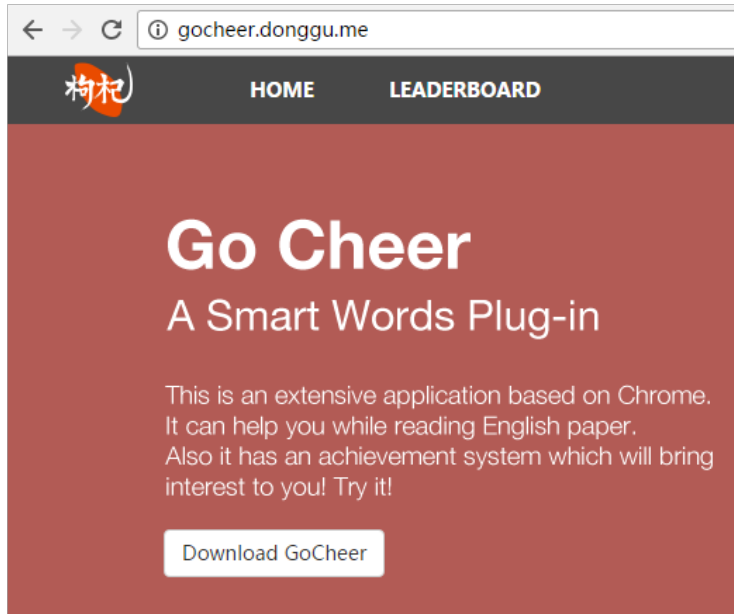 gocheer.donggu.me
枸杞
HOME
LEADERBOARD
Go Cheer
A Smart Words Plug-in
This is an extensive application based on Chrome.
It can help you while reading English paper.
Also it has an achievement system which will bring
interest to you! Try it!
Download GoCheer